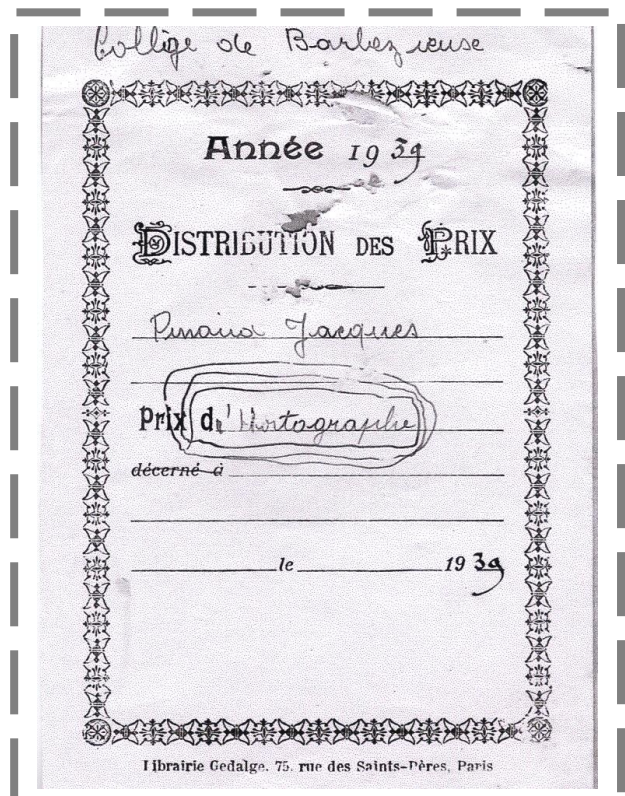 Collège de Barbezieuse
Année 1939
DISTRIBUTION DES PRIX
Pinaud Jacques
Prix d'Hortographe
décerné à
le 1939
Librairie Gedalge. 75. rue des Saints-Pères, Paris